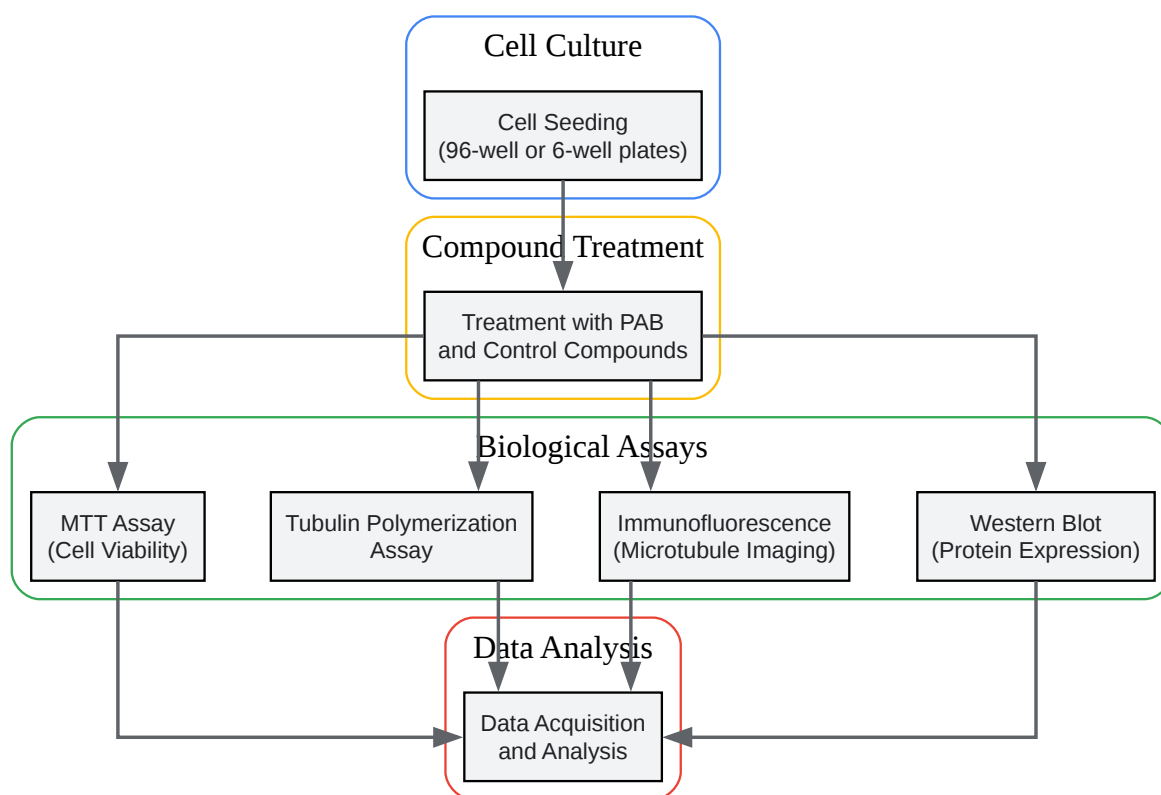 Cell Culture
Cell Seeding
(96-well or 6-well plates)
Compound Treatment
Treatment with PAB
and Control Compounds
Biological Assays
MTT Assay
(Cell Viability)
Tubulin Polymerization
Assay
Immunofluorescence
(Microtubule Imaging)
Western Blot
(Protein Expression)
Data Analysis
Data Acquisition
and Analysis